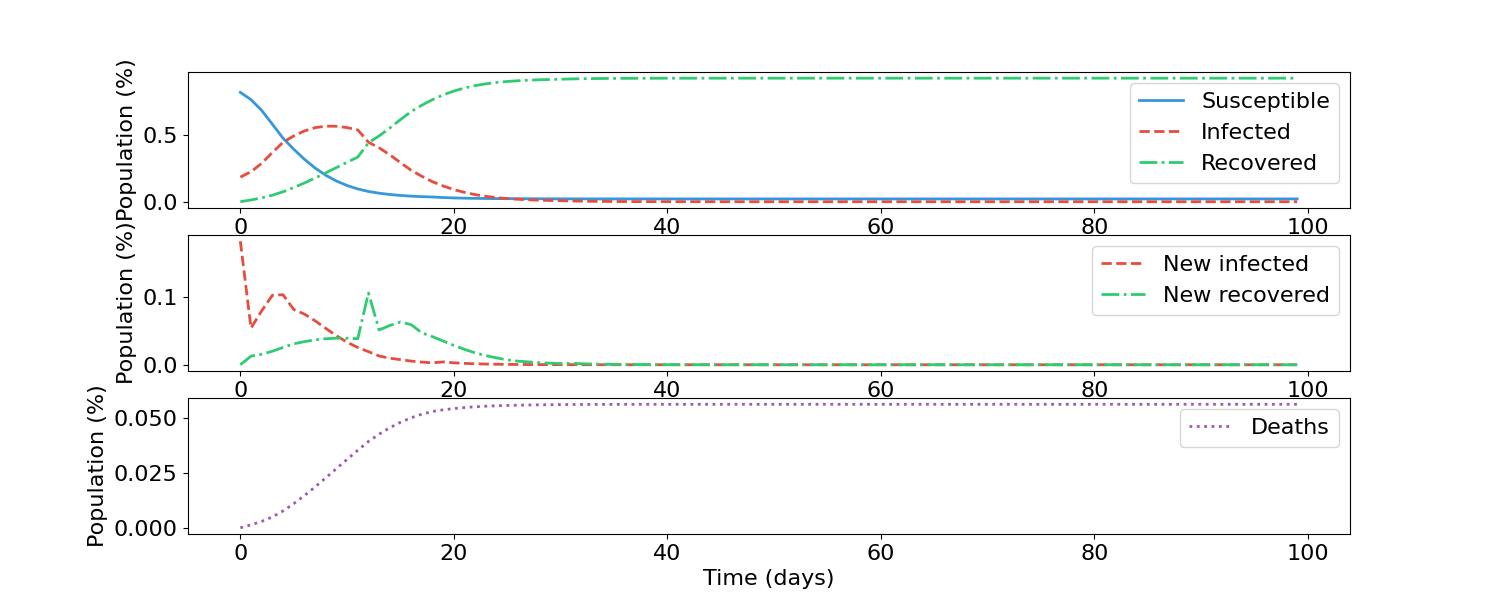 Population (%)
0.5
0.0
Susceptible
Infected
Recovered
0 20 40 60 80 100
Population (%)
0.1
0.0
New infected
New recovered
0 20 40 60 80 100
Population (%)
0.050
0.025
0.000
Deaths
0 20 40 60 80 100
Time (days)